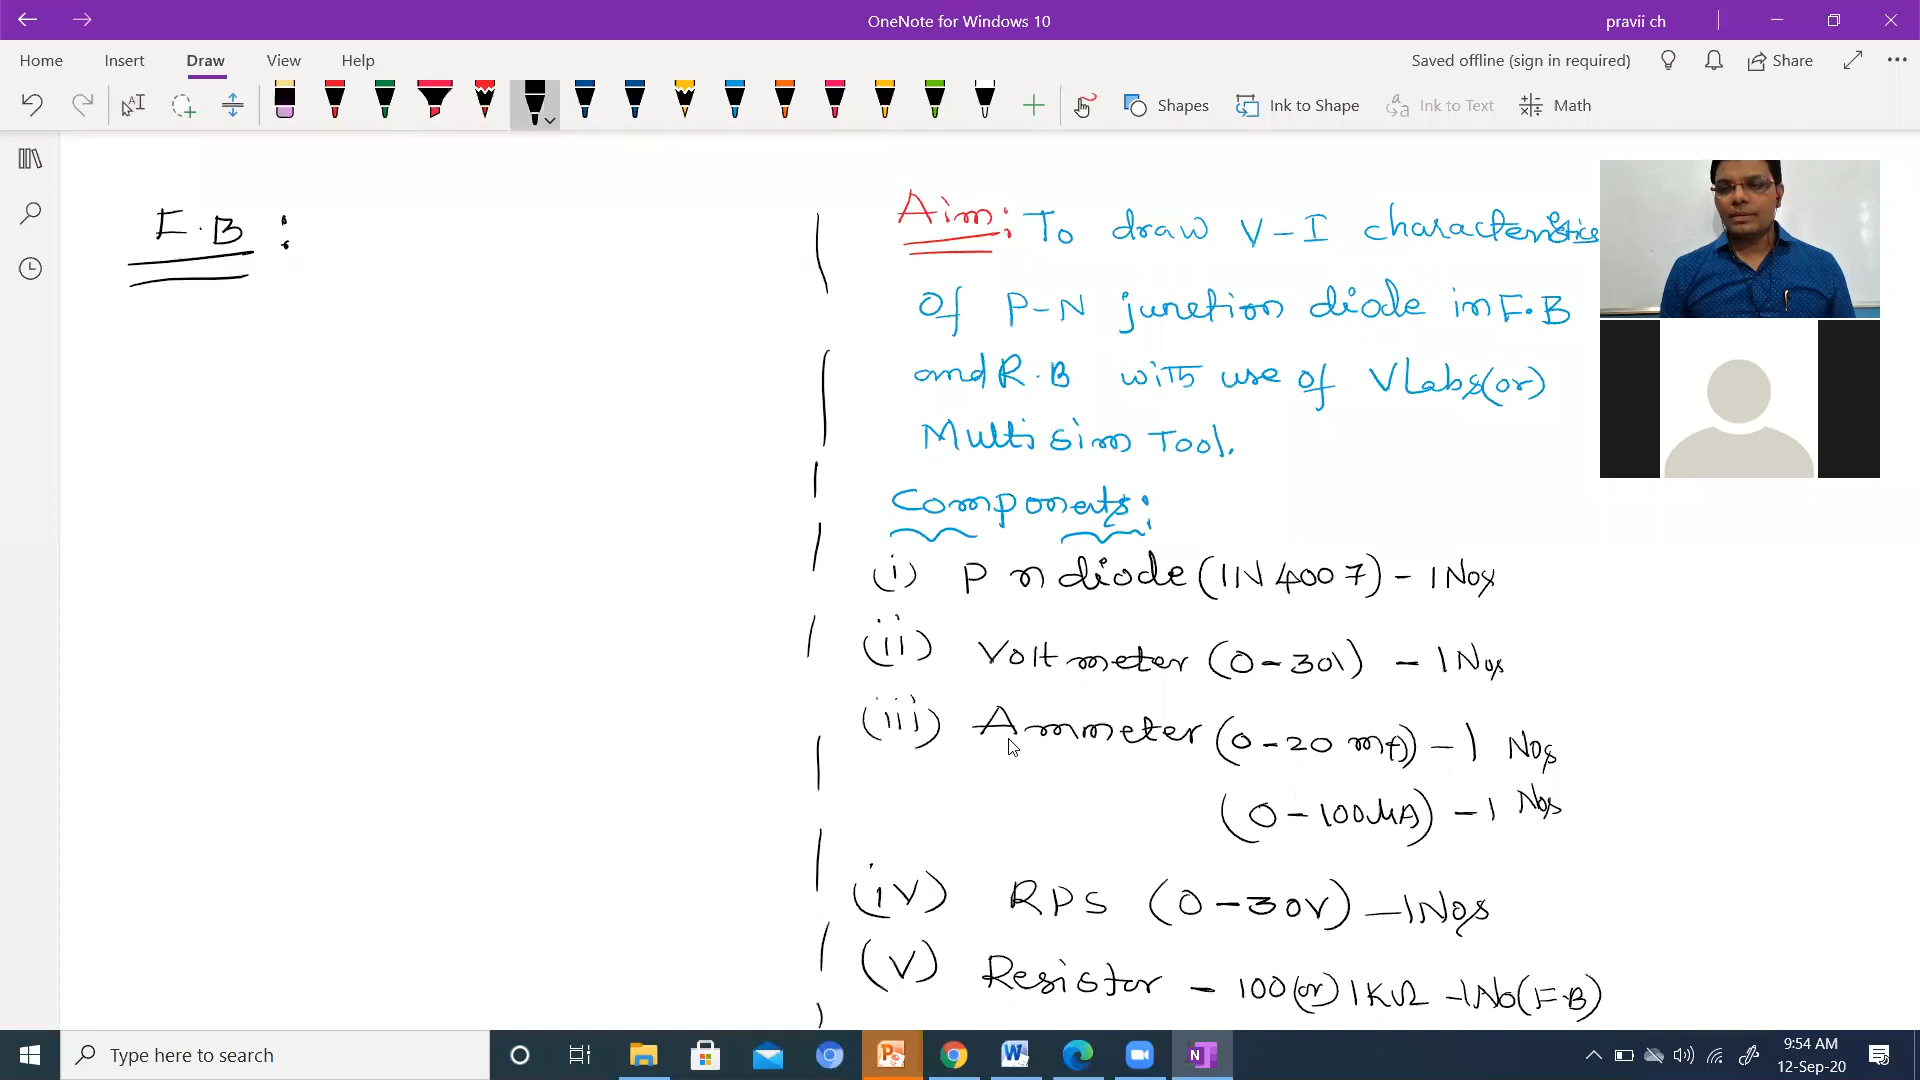 OneNote for Windows 10
pravii ch
Home Insert Draw View Help
Saved offline (sign in required) Share
Shapes Ink to Shape Ink to Text Math
F.B :
Aim: To draw V-I characteristics
Of P-N junction diode in F.B
and R.B with use of VLabs(or)
Multisim Tool.
Components:
(i) P n diode (1N 4007) - 1Nos
(ii) Voltmeter (0-30V) - 1Nos
(iii) Ammeter (0-20 mA) - 1 Nos
(0-100μA) - 1 Nos
(iv) RPS (0-30V) - 1Nos
(v) Resistor - 100 (or) 1KΩ - 1No(F.B)
Type here to search
9:54 AM
12-Sep-20